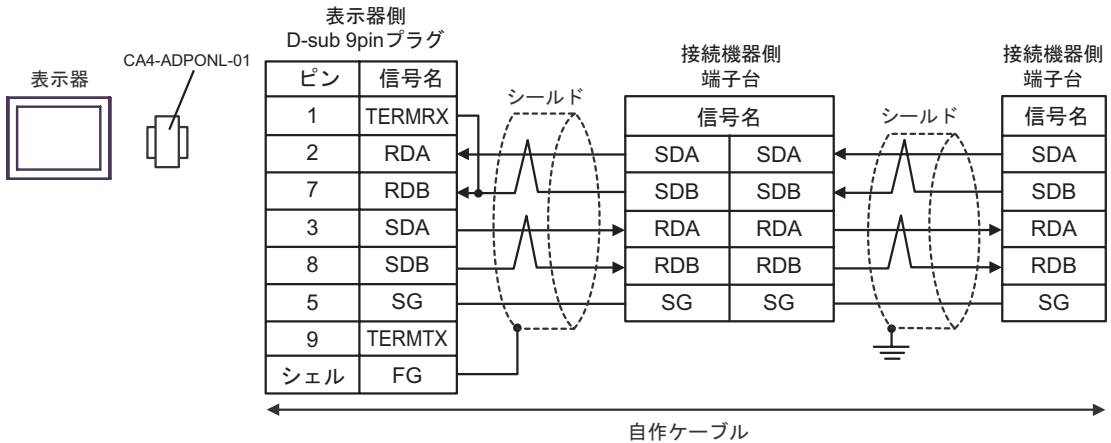 表示器
CA4-ADPONL-01
表示器側
D-sub 9pinプラグ
ピン 信号名
1 TERMRX
2 RDA
7 RDB
3 SDA
8 SDB
5 SG
9 TERMTX
シェル FG
シールド
接続機器側
端子台
信号名
SDA SDA
SDB SDB
RDA RDA
RDB RDB
SG SG
シールド
接続機器側
端子台
信号名
SDA
SDB
RDA
RDB
SG
自作ケーブル